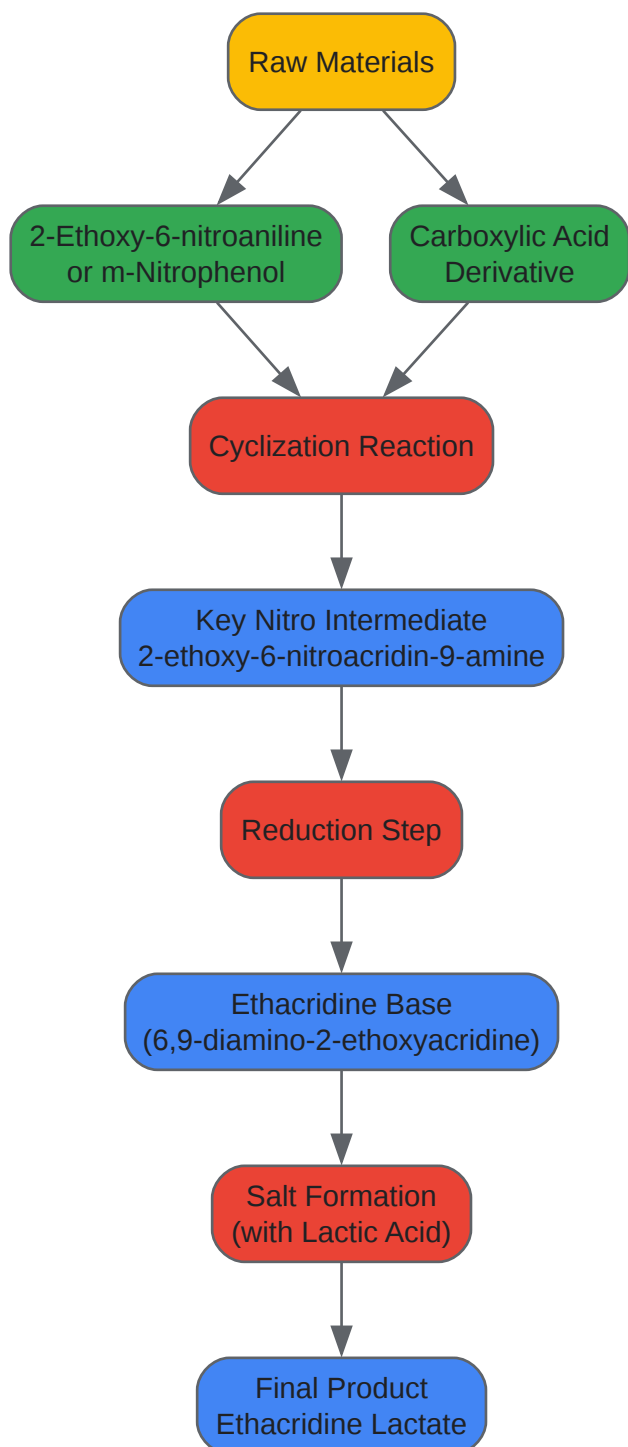 Raw Materials
2-Ethoxy-6-nitroaniline
or m-Nitrophenol
Carboxylic Acid
Derivative
Cyclization Reaction
Key Nitro Intermediate
2-ethoxy-6-nitroacridin-9-amine
Reduction Step
Ethacridine Base
(6,9-diamino-2-ethoxyacridine)
Salt Formation
(with Lactic Acid)
Final Product
Ethacridine Lactate